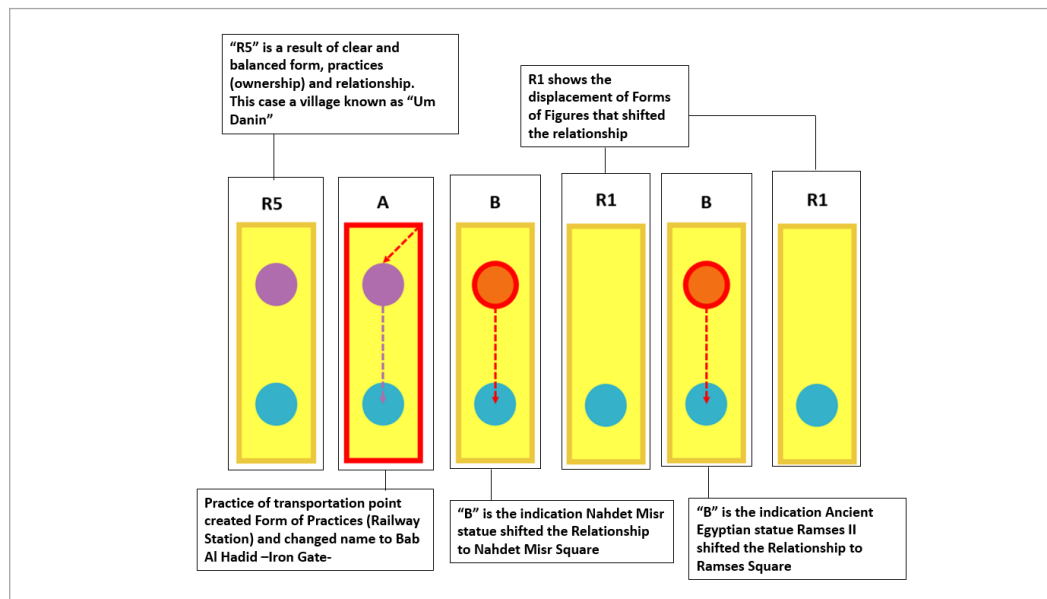 “R5” is a result of clear and
balanced form, practices
(ownership) and relationship.
This case a village known as “Um
Danin”
R1 shows the
displacement of Forms
of Figures that shifted
the relationship
R5
A
B
R1
B
R1
Practice of transportation point
created Form of Practices (Railway
Station) and changed name to Bab
Al Hadid –Iron Gate-
“B” is the indication Nahdet Misr
statue shifted the Relationship
to Nahdet Misr Square
“B” is the indication Ancient
Egyptian statue Ramses II
shifted the Relationship to
Ramses Square